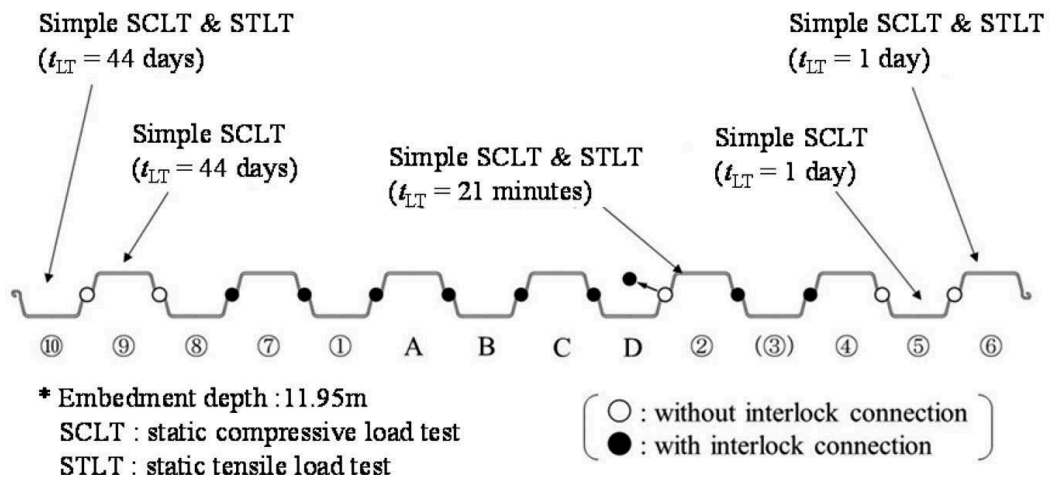 Simple SCLT & STLT
(tLT = 44 days)
Simple SCLT & STLT
(tLT = 1 day)
Simple SCLT
(tLT = 44 days)
Simple SCLT & STLT
(tLT = 21 minutes)
Simple SCLT
(tLT = 1 day)
⑩ ⑨ ⑧ ⑦ ① A B C D ② (③) ④ ⑤ ⑥
* Embedment depth : 11.95m
SCLT : static compressive load test
STLT : static tensile load test
: without interlock connection
: with interlock connection